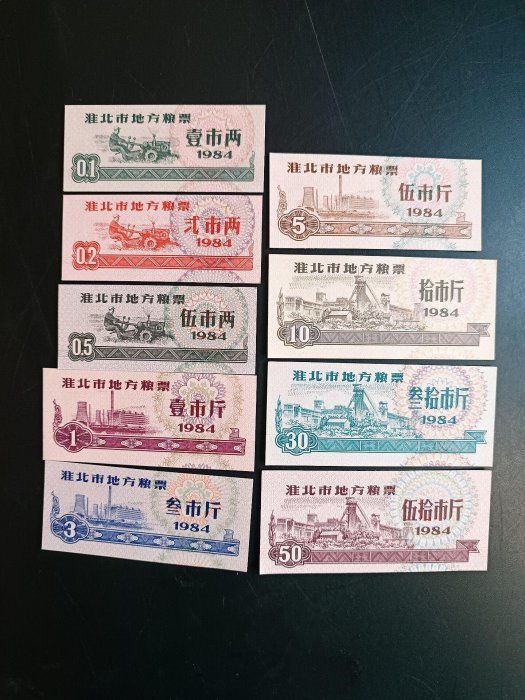 淮北市地方粮票
壹市两
1984
0.1
淮北市地方粮票
弍市两
1984
0.2
淮北市地方粮票
伍市两
1984
0.5
淮北市地方粮票
壹市斤
1984
1
淮北市地方粮票
叁市斤
1984
3
淮北市地方粮票
伍市斤
1984
5
淮北市地方粮票
拾市斤
1984
10
淮北市地方粮票
叁拾市斤
1984
30
淮北市地方粮票
伍拾市斤
1984
50